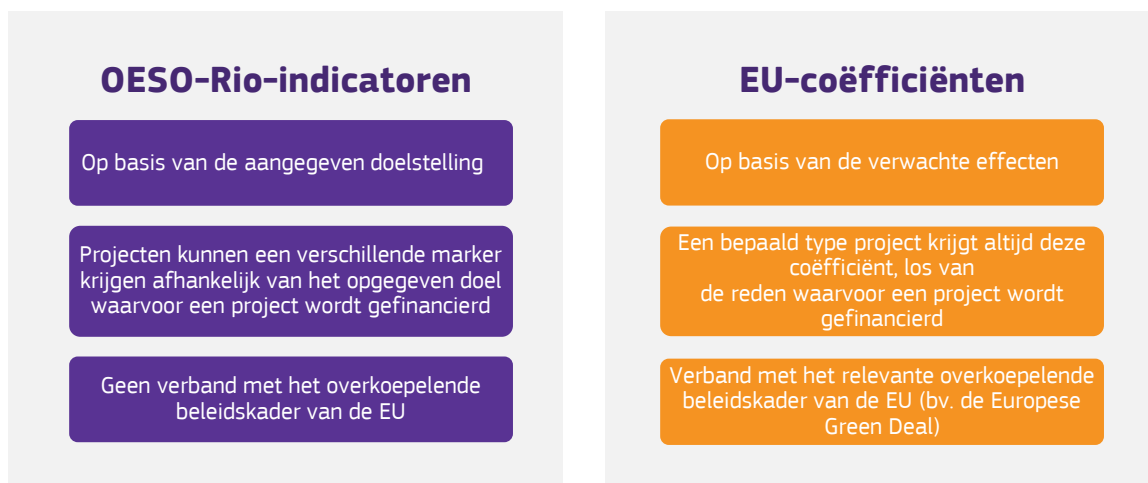 OESO-Rio-indicatoren
Op basis van de aangegeven doelstelling
Projecten kunnen een verschillende marker
krijgen afhankelijk van het opgegeven doel
waarvoor een project wordt gefinancierd
Geen verband met het overkoepelende
beleidskader van de EU
EU-coëfficiënten
Op basis van de verwachte effecten
Een bepaald type project krijgt altijd deze
coëfficiënt, los van
de reden waarvoor een project wordt
gefinancierd
Verband met het relevante overkoepelende
beleidskader van de EU (bv. de Europese
Green Deal)